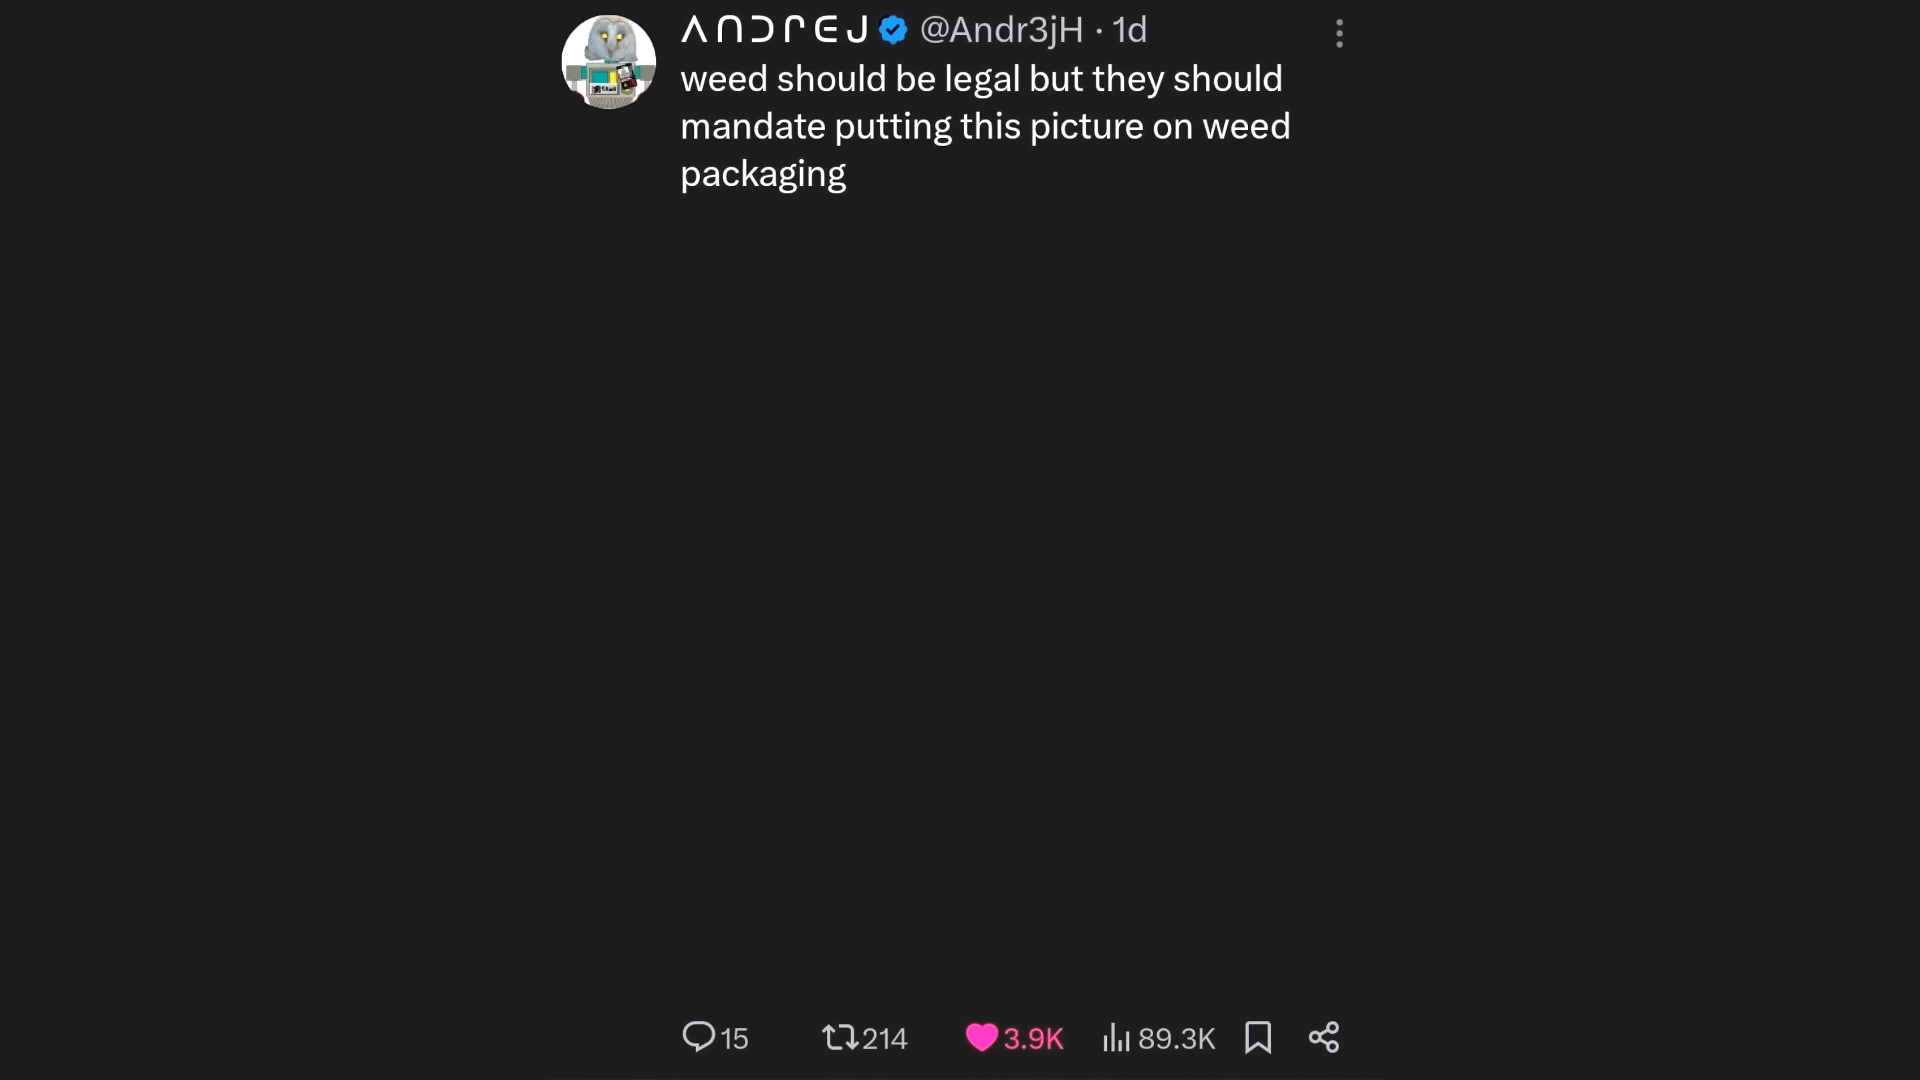 ꓥꓵꓛꓩꓰꓙ @Andr3jH · 1d
weed should be legal but they should
mandate putting this picture on weed
packaging
15 214 3.9K 89.3K